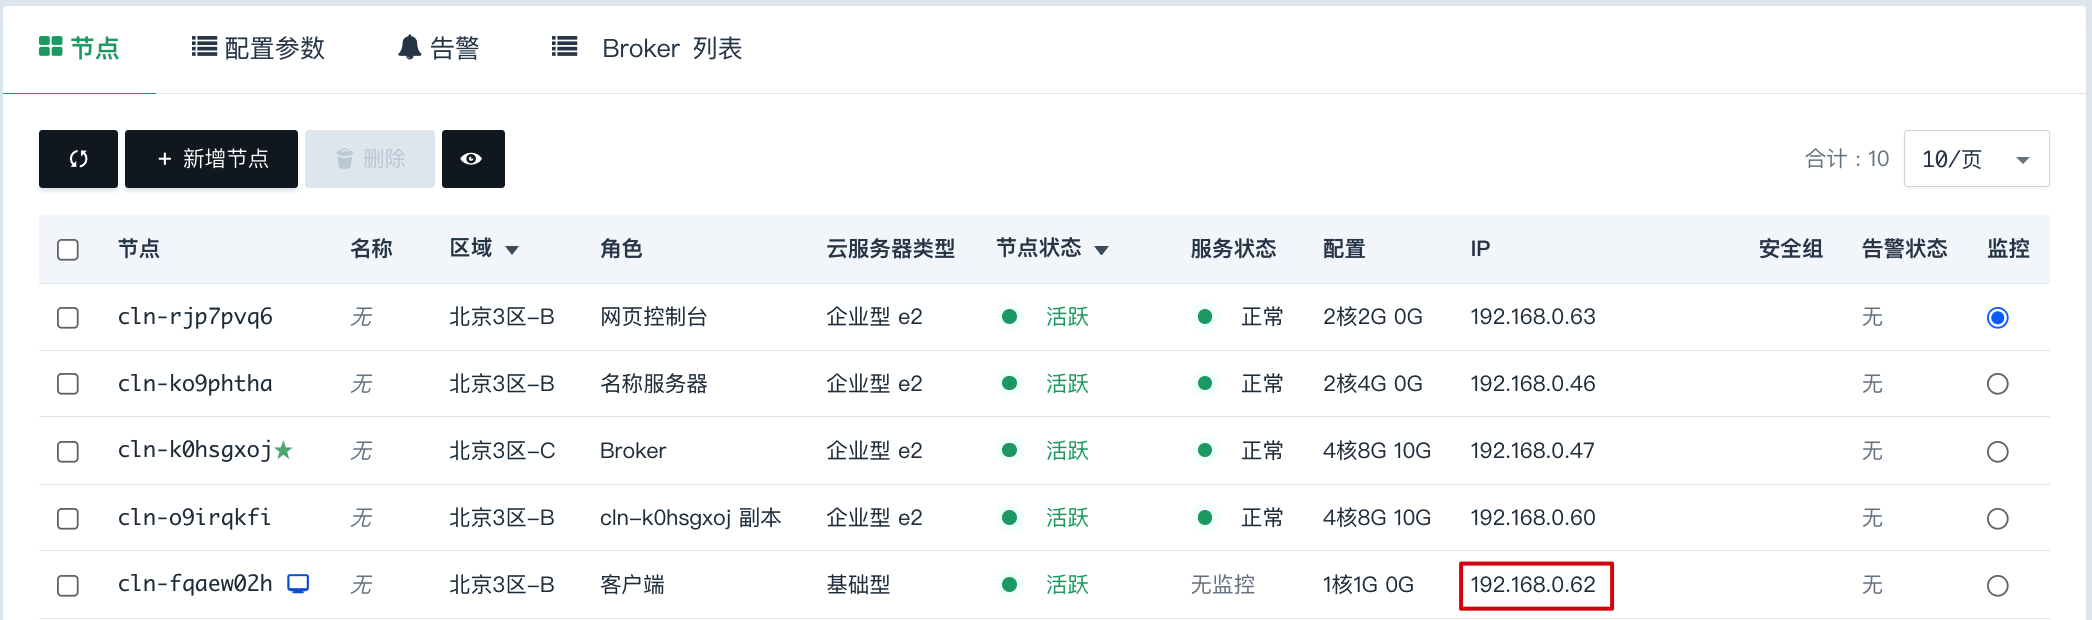 节点 配置参数 告警 Broker 列表
+ 新增节点 删除 合计：10 10/页
节点 名称 区域 角色 云服务器类型 节点状态 服务状态 配置 IP 安全组 告警状态 监控
cln-rjp7pvq6 无 北京3区-B 网页控制台 企业型 e2 活跃 正常 2核2G 0G 192.168.0.63 无
cln-ko9phtha 无 北京3区-B 名称服务器 企业型 e2 活跃 正常 2核4G 0G 192.168.0.46 无
cln-k0hsgxoj★ 无 北京3区-C Broker 企业型 e2 活跃 正常 4核8G 10G 192.168.0.47 无
cln-o9irqkfi 无 北京3区-B cln-k0hsgxoj 副本 企业型 e2 活跃 正常 4核8G 10G 192.168.0.60 无
cln-fqaew02h 无 北京3区-B 客户端 基础型 活跃 无监控 1核1G 0G 192.168.0.62 无